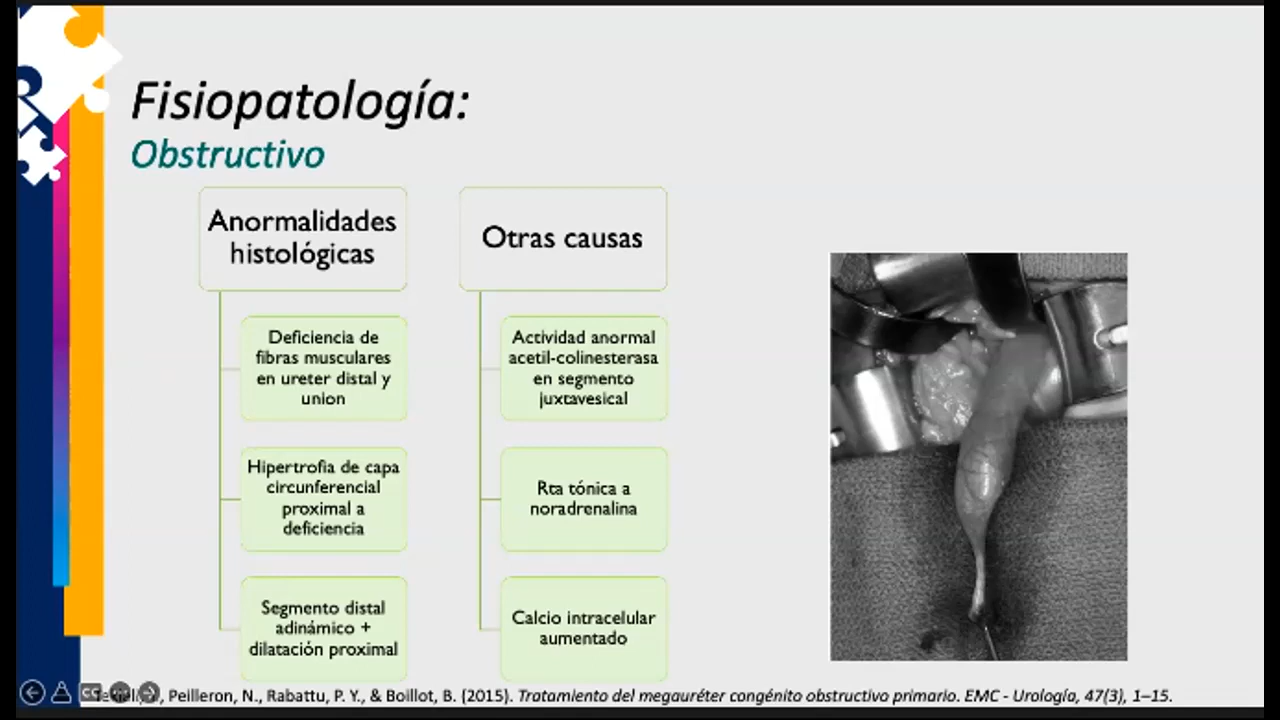 Fisiopatología:
Obstructivo
Anormalidades
histológicas
Deficiencia de
fibras musculares
en ureter distal y
union
Hipertrofia de capa
circunferencial
proximal a
deficiencia
Segmento distal
adinámico +
dilatación proximal
Otras causas
Actividad anormal
acetil-colinesterasa
en segmento
juxtavesical
Rta tónica a
noradrenalina
Calcio intracelular
aumentado
Peilleron, N., Rabattu, P. Y., & Boillot, B. (2015). Tratamiento del megauréter congénito obstructivo primario. EMC - Urología, 47(3), 1–15.